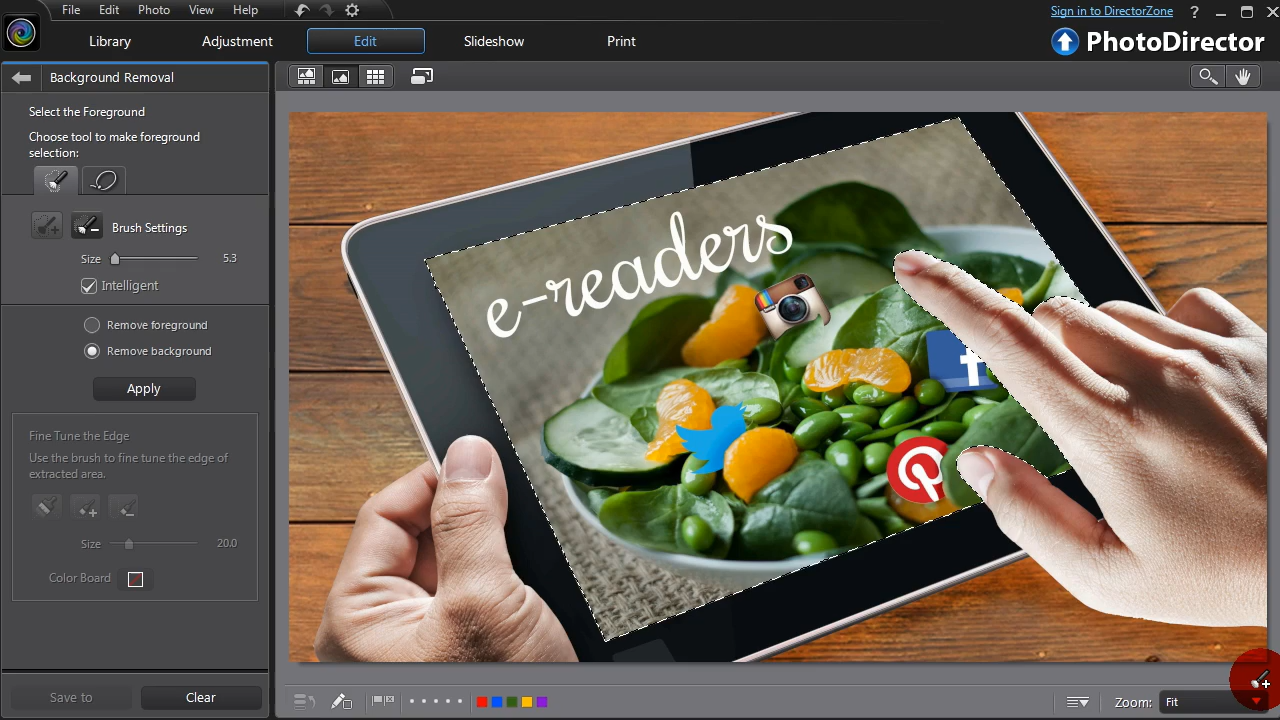 File Edit Photo View Help
Sign in to DirectorZone ?
Library Adjustment Edit Slideshow Print
PhotoDirector
Background Removal
Select the Foreground
Choose tool to make foreground
selection:
Brush Settings
Size 5.3
Intelligent
Remove foreground
Remove background
Apply
Fine Tune the Edge
Use the brush to fine tune the edge of
extracted area.
Size 20.0
Color Board
Save to Clear
e-readers
f
Zoom: Fit